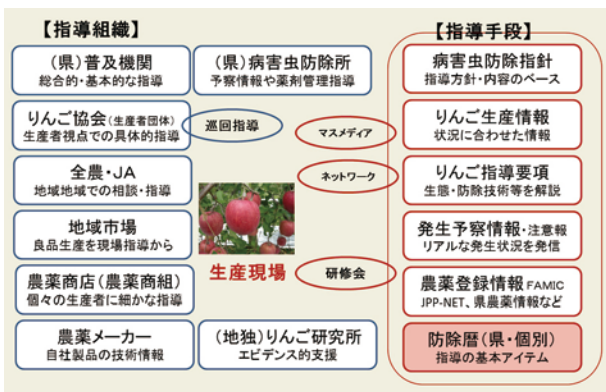 【指導組織】
【指導手段】
(県)普及機関
総合的・基本的な指導
(県)病害虫防除所
予察情報や薬剤管理指導
病害虫防除指針
指導方針・内容のベース
りんご協会(生産者団体)
生産者視点での具体的指導
巡回指導
マスメディア
りんご生産情報
状況に合わせた情報
全農・JA
地域地域での相談・指導
ネットワーク
りんご指導要項
生態・防除技術等を解説
地域市場
良品生産を現場指導から
生産現場
発生予察情報・注意報
リアルな発生状況を発信
農薬商店(農薬商組)
個々の生産者に細かな指導
研修会
農薬登録情報 FAMIC
JPP-NET、県農薬情報など
農薬メーカー
自社製品の技術情報
(地独)りんご研究所
エビデンス的支援
防除暦(県・個別)
指導の基本アイテム